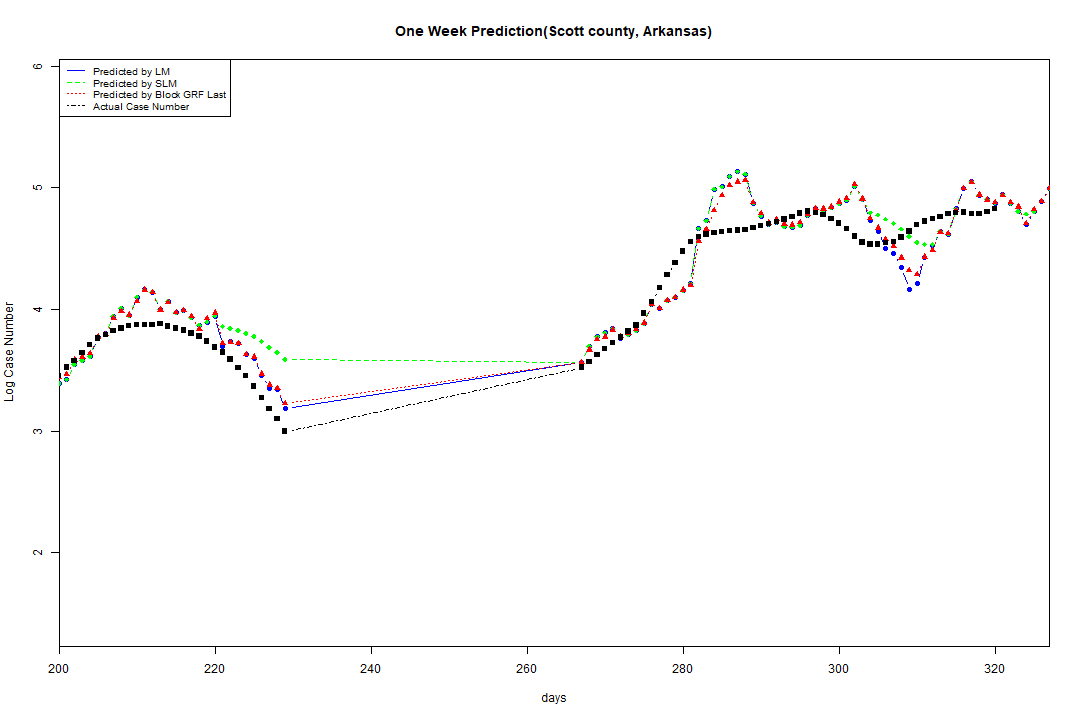 One Week Prediction(Scott county, Arkansas)
Predicted by LM
Predicted by SLM
Predicted by Block GRF Last
Actual Case Number
Log Case Number
6
5
4
3
2
200 220 240 260 280 300 320
days